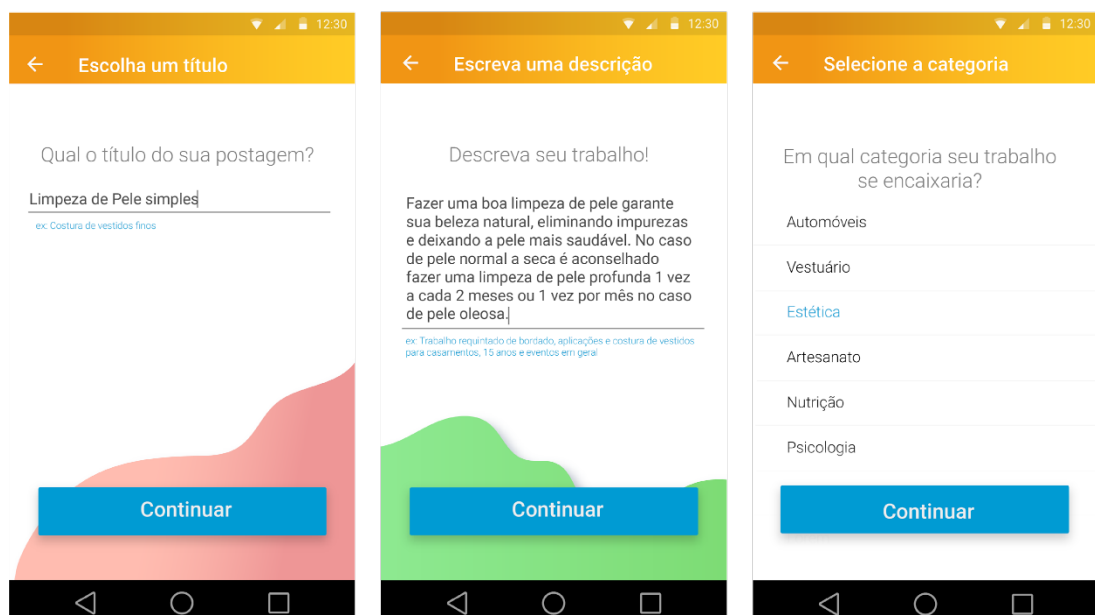 12:30
Escolha um título
Qual o título do sua postagem?
Limpeza de Pele simples
ex: Costura de vestidos finos
Continuar
12:30
Escreva uma descrição
Descreva seu trabalho!
Fazer uma boa limpeza de pele garante
sua beleza natural, eliminando impurezas
e deixando a pele mais saudável. No caso
de pele normal a seca é aconselhado
fazer uma limpeza de pele profunda 1 vez
a cada 2 meses ou 1 vez por mês no caso
de pele oleosa.
ex: Trabalho requintado de bordado, aplicações e costura de vestidos
para casamentos, 15 anos e eventos em geral
Continuar
12:30
Selecione a categoria
Em qual categoria seu trabalho
se encaixaria?
Automóveis
Vestuário
Estética
Artesanato
Nutrição
Psicologia
Continuar